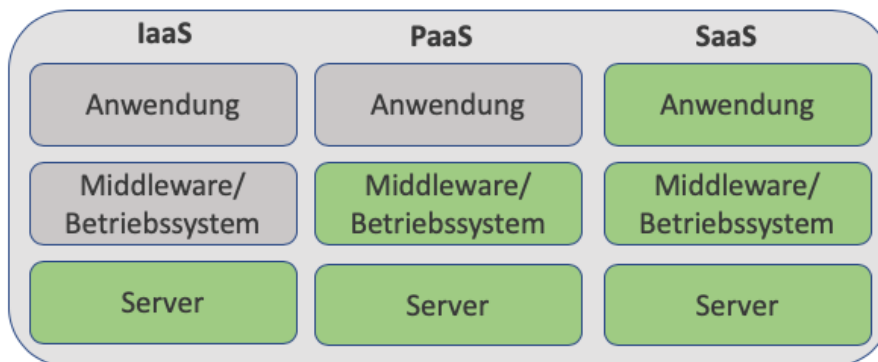 IaaS
PaaS
SaaS
Anwendung
Anwendung
Anwendung
Middleware/
Betriebssystem
Middleware/
Betriebssystem
Middleware/
Betriebssystem
Server
Server
Server